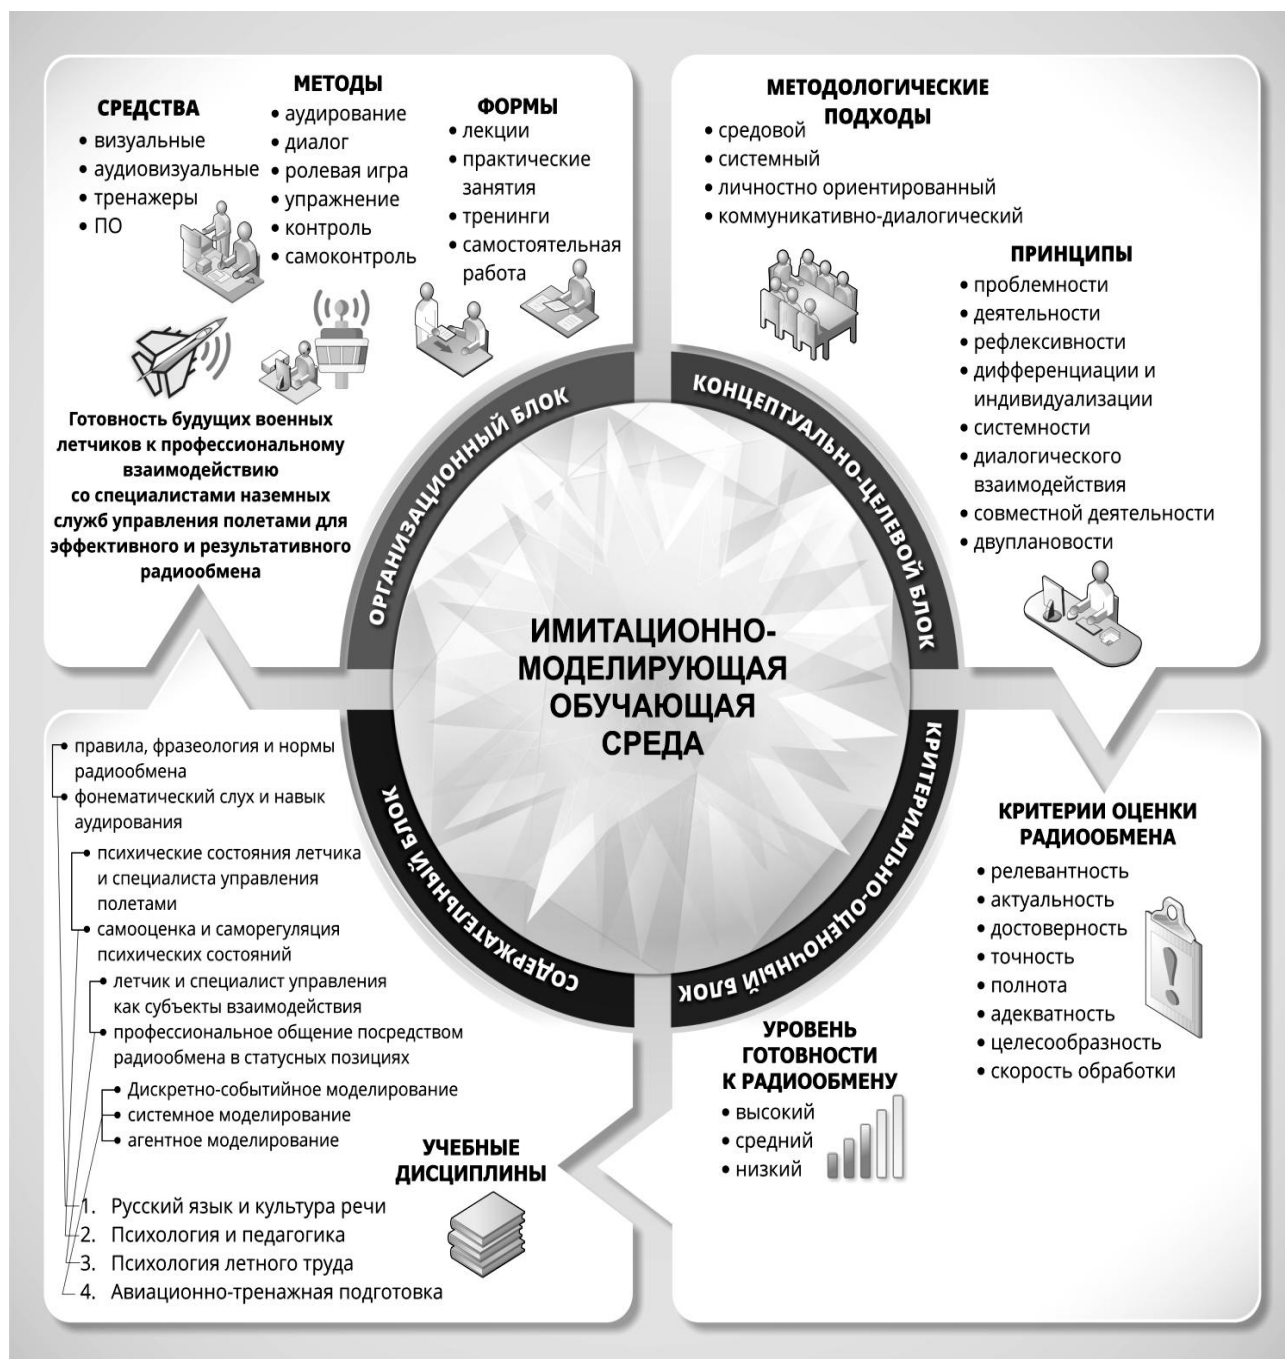 СРЕДСТВА
• визуальные
• аудиовизуальные
• тренажеры
• ПО
МЕТОДЫ
• аудирование
• диалог
• ролевая игра
• упражнение
• контроль
• самоконтроль
ФОРМЫ
• лекции
• практические
занятия
• тренинги
• самостоятельная
работа
Готовность будущих военных
летчиков к профессиональному
взаимодействию
со специалистами наземных
служб управления полетами для
эффективного и результативного
радиообмена
ОРГАНИЗАЦИОННЫЙ БЛОК
МЕТОДОЛОГИЧЕСКИЕ
ПОДХОДЫ
• средовой
• системный
• личностно ориентированный
• коммуникативно-диалогический
ПРИНЦИПЫ
• проблемности
• деятельности
• рефлексивности
• дифференциации и
индивидуализации
• системности
• диалогического
взаимодействия
• совместной деятельности
• двуплановости
КОНЦЕПТУАЛЬНО-ЦЕЛЕВОЙ БЛОК
ИМИТАЦИОННО-
МОДЕЛИРУЮЩАЯ
ОБУЧАЮЩАЯ
СРЕДА
• правила, фразеология и нормы
радиообмена
• фонематический слух и навык
аудирования
• психические состояния летчика
и специалиста управления
полетами
• самооценка и саморегуляция
психических состояний
• летчик и специалист управления
как субъекты взаимодействия
• профессиональное общение посредством
радиообмена в статусных позициях
• Дискретно-событийное моделирование
• системное моделирование
• агентное моделирование
УЧЕБНЫЕ
ДИСЦИПЛИНЫ
1. Русский язык и культура речи
2. Психология и педагогика
3. Психология летного труда
4. Авиационно-тренажная подготовка
СОДЕРЖАТЕЛЬНЫЙ БЛОК
КРИТЕРИАЛЬНО-ОЦЕНОЧНЫЙ БЛОК
КРИТЕРИИ ОЦЕНКИ
РАДИООБМЕНА
• релевантность
• актуальность
• достоверность
• точность
• полнота
• адекватность
• целесообразность
• скорость обработки
УРОВЕНЬ
ГОТОВНОСТИ
К РАДИООБМЕНУ
• высокий
• средний
• низкий